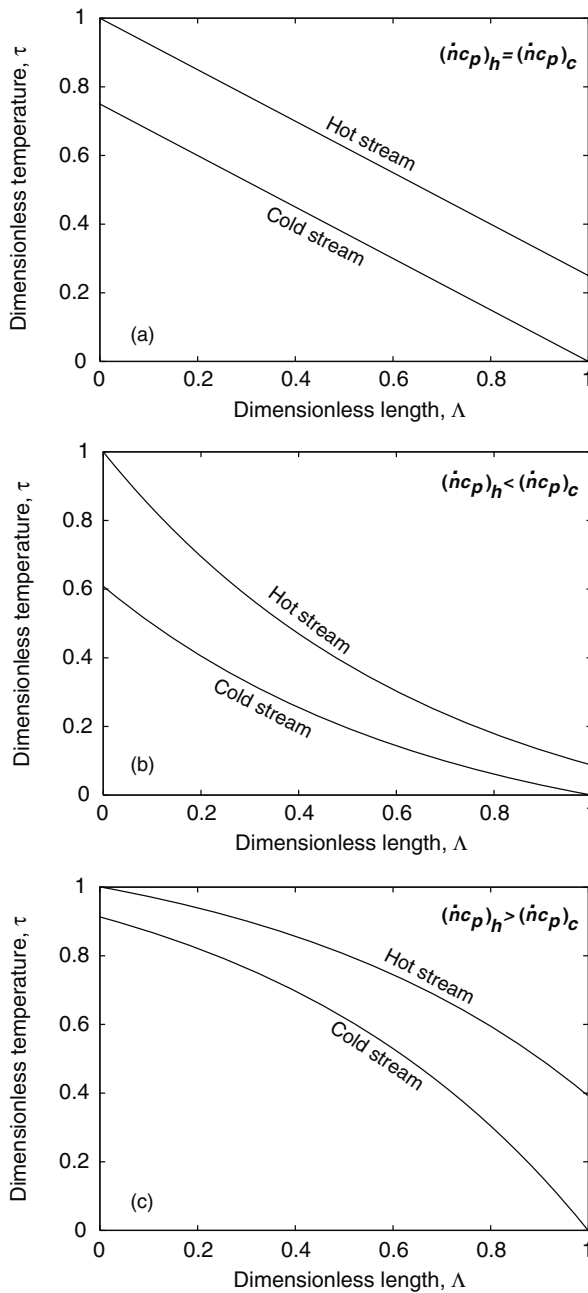 1
0.8
0.6
0.4
0.2
0
Dimensionless temperature, τ
(ṅcp)h=(ṅcp)c
Hot stream
Cold stream
(a)
0 0.2 0.4 0.6 0.8 1
Dimensionless length, Λ
1
0.8
0.6
0.4
0.2
0
Dimensionless temperature, τ
(ṅcp)h<(ṅcp)c
Hot stream
Cold stream
(b)
0 0.2 0.4 0.6 0.8 1
Dimensionless length, Λ
1
0.8
0.6
0.4
0.2
0
Dimensionless temperature, τ
(ṅcp)h>(ṅcp)c
Hot stream
Cold stream
(c)
0 0.2 0.4 0.6 0.8 1
Dimensionless length, Λ